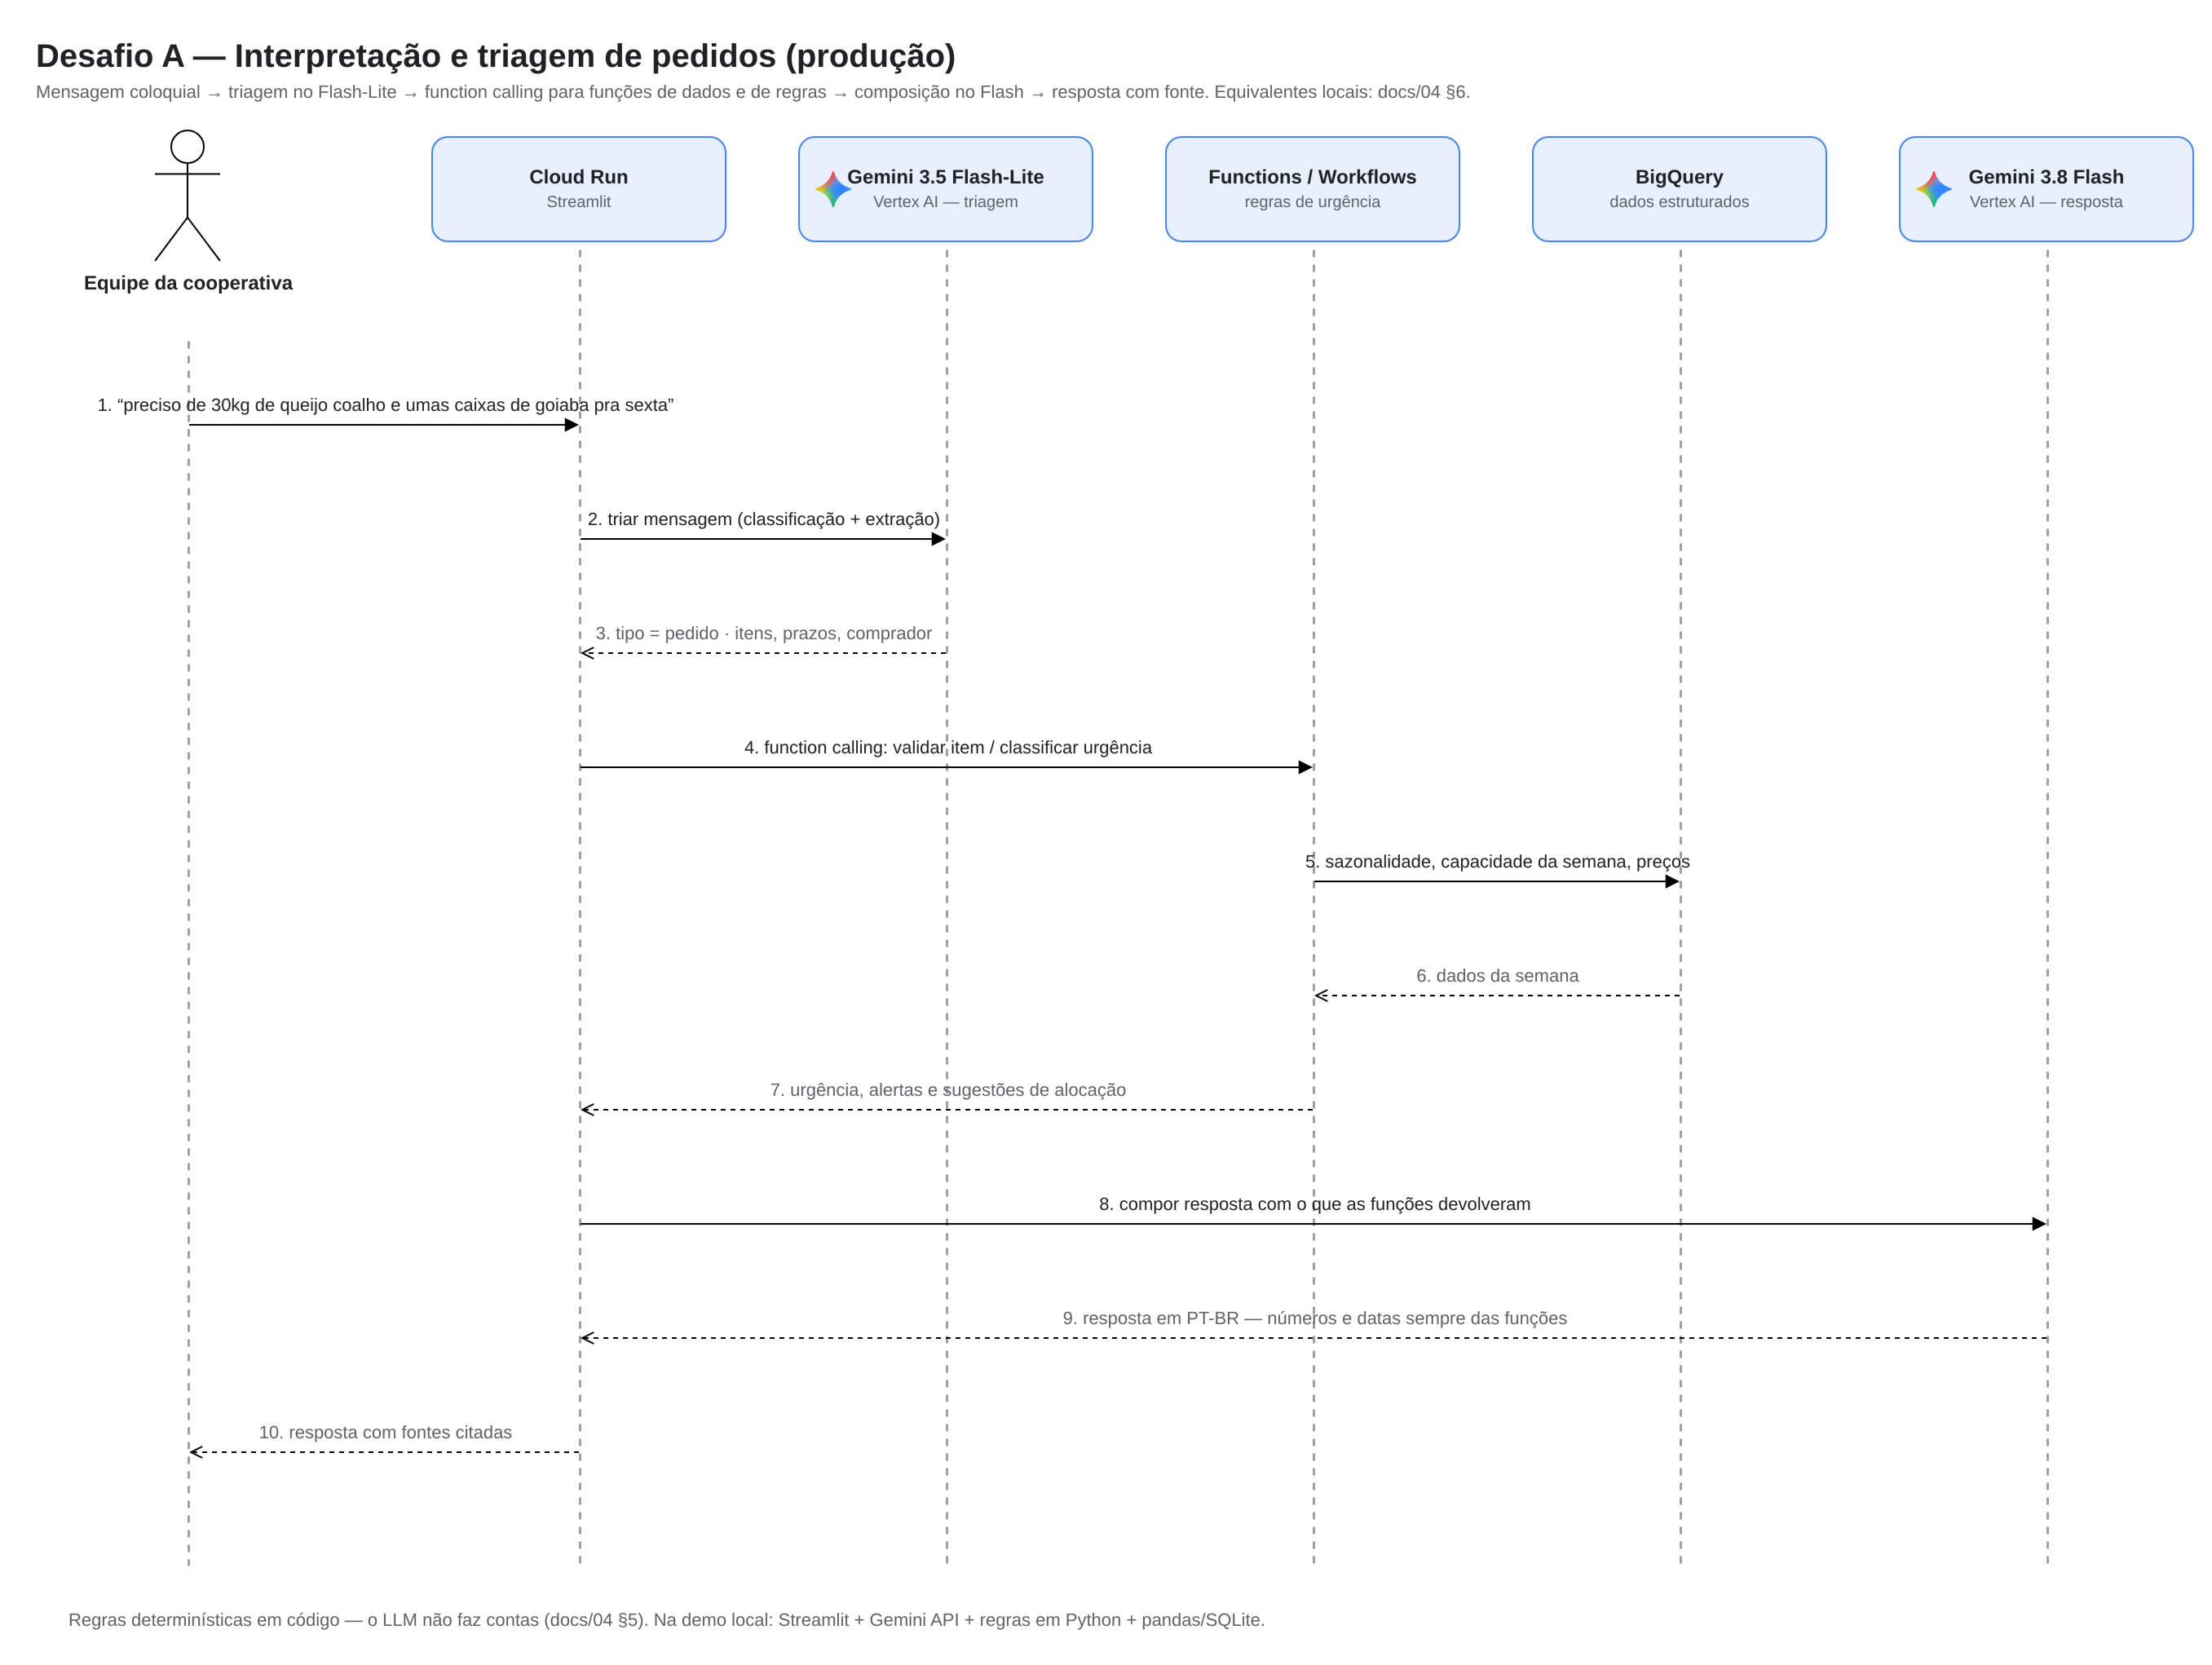 Desafio A — Interpretação e triagem de pedidos (produção)
Mensagem coloquial → triagem no Flash-Lite → function calling para funções de dados e de regras → composição no Flash → resposta com fonte. Equivalentes locais: docs/04 §6.
Equipe da cooperativa
Cloud Run
Streamlit
Gemini 3.5 Flash-Lite
Vertex AI — triagem
Functions / Workflows
regras de urgência
BigQuery
dados estruturados
Gemini 3.8 Flash
Vertex AI — resposta
1. “preciso de 30kg de queijo coalho e umas caixas de goiaba pra sexta”
2. triar mensagem (classificação + extração)
3. tipo = pedido · itens, prazos, comprador
4. function calling: validar item / classificar urgência
5. sazonalidade, capacidade da semana, preços
6. dados da semana
7. urgência, alertas e sugestões de alocação
8. compor resposta com o que as funções devolveram
9. resposta em PT-BR — números e datas sempre das funções
10. resposta com fontes citadas
Regras determinísticas em código — o LLM não faz contas (docs/04 §5). Na demo local: Streamlit + Gemini API + regras em Python + pandas/SQLite.